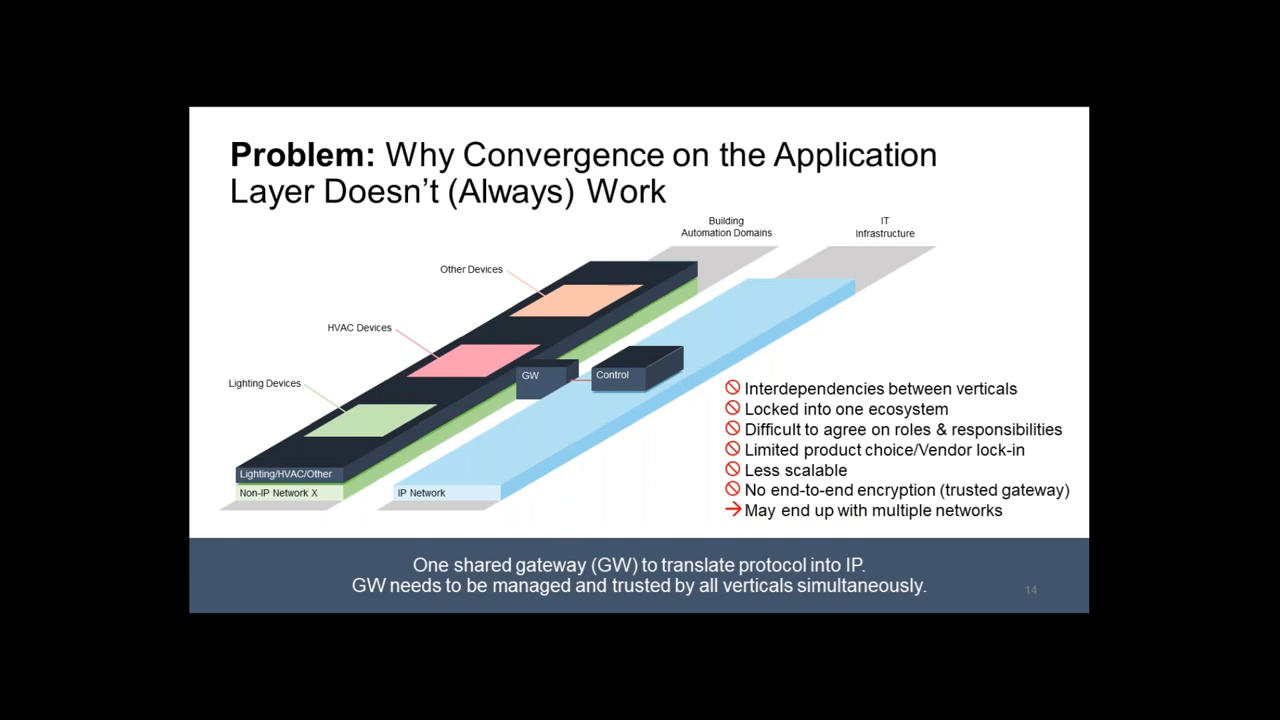 Problem: Why Convergence on the Application
Layer Doesn’t (Always) Work
Building
Automation Domains
IT
Infrastructure
Other Devices
HVAC Devices
Lighting Devices
GW
Control
Lighting/HVAC/Other
Non-IP Network X
IP Network
Interdependencies between verticals
Locked into one ecosystem
Difficult to agree on roles & responsibilities
Limited product choice/Vendor lock-in
Less scalable
No end-to-end encryption (trusted gateway)
May end up with multiple networks
One shared gateway (GW) to translate protocol into IP.
GW needs to be managed and trusted by all verticals simultaneously.
14